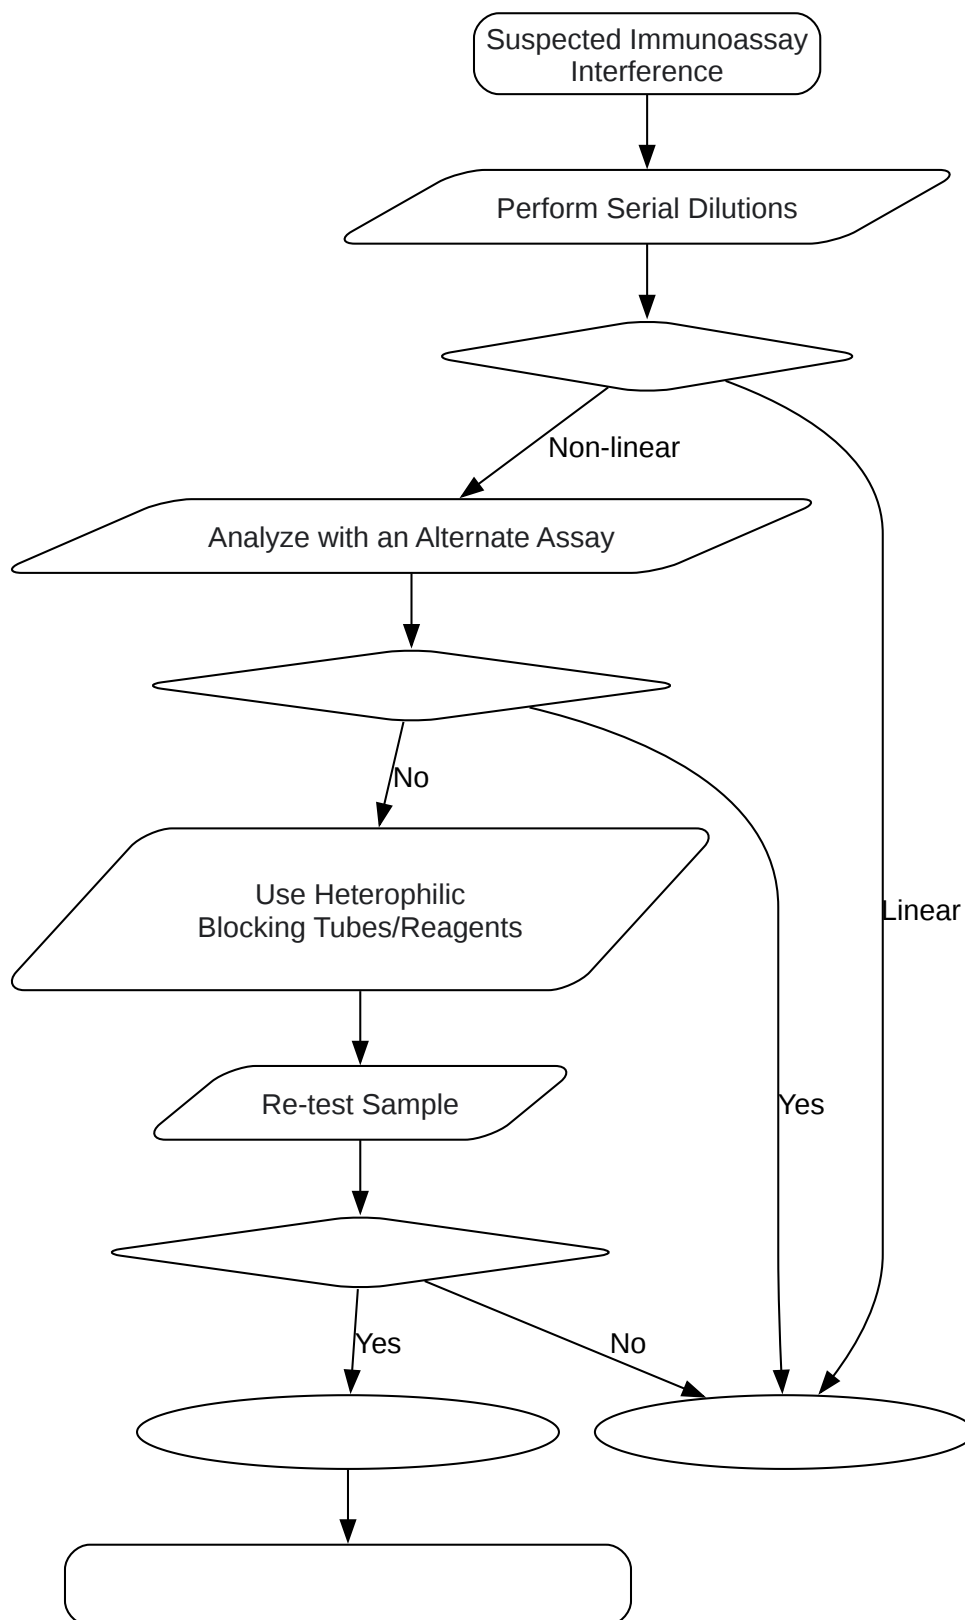 Suspected Immunoassay
Interference
Perform Serial Dilutions
Non-linear
Analyze with an Alternate Assay
No
Use Heterophilic
Blocking Tubes/Reagents
Linear
Re-test Sample
Yes
Yes
No